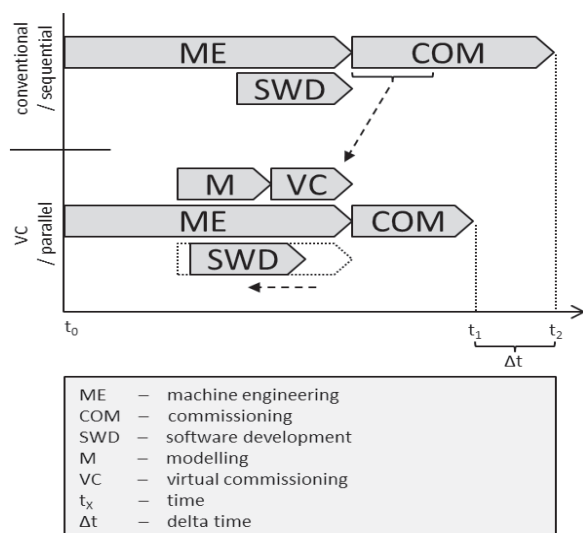 conventional
/ sequential
ME
COM
SWD
VC
/ parallel
M
VC
ME
COM
SWD
t₀
t₁
t₂
Δt
ME – machine engineering
COM – commissioning
SWD – software development
M – modelling
VC – virtual commissioning
tₓ – time
Δt – delta time